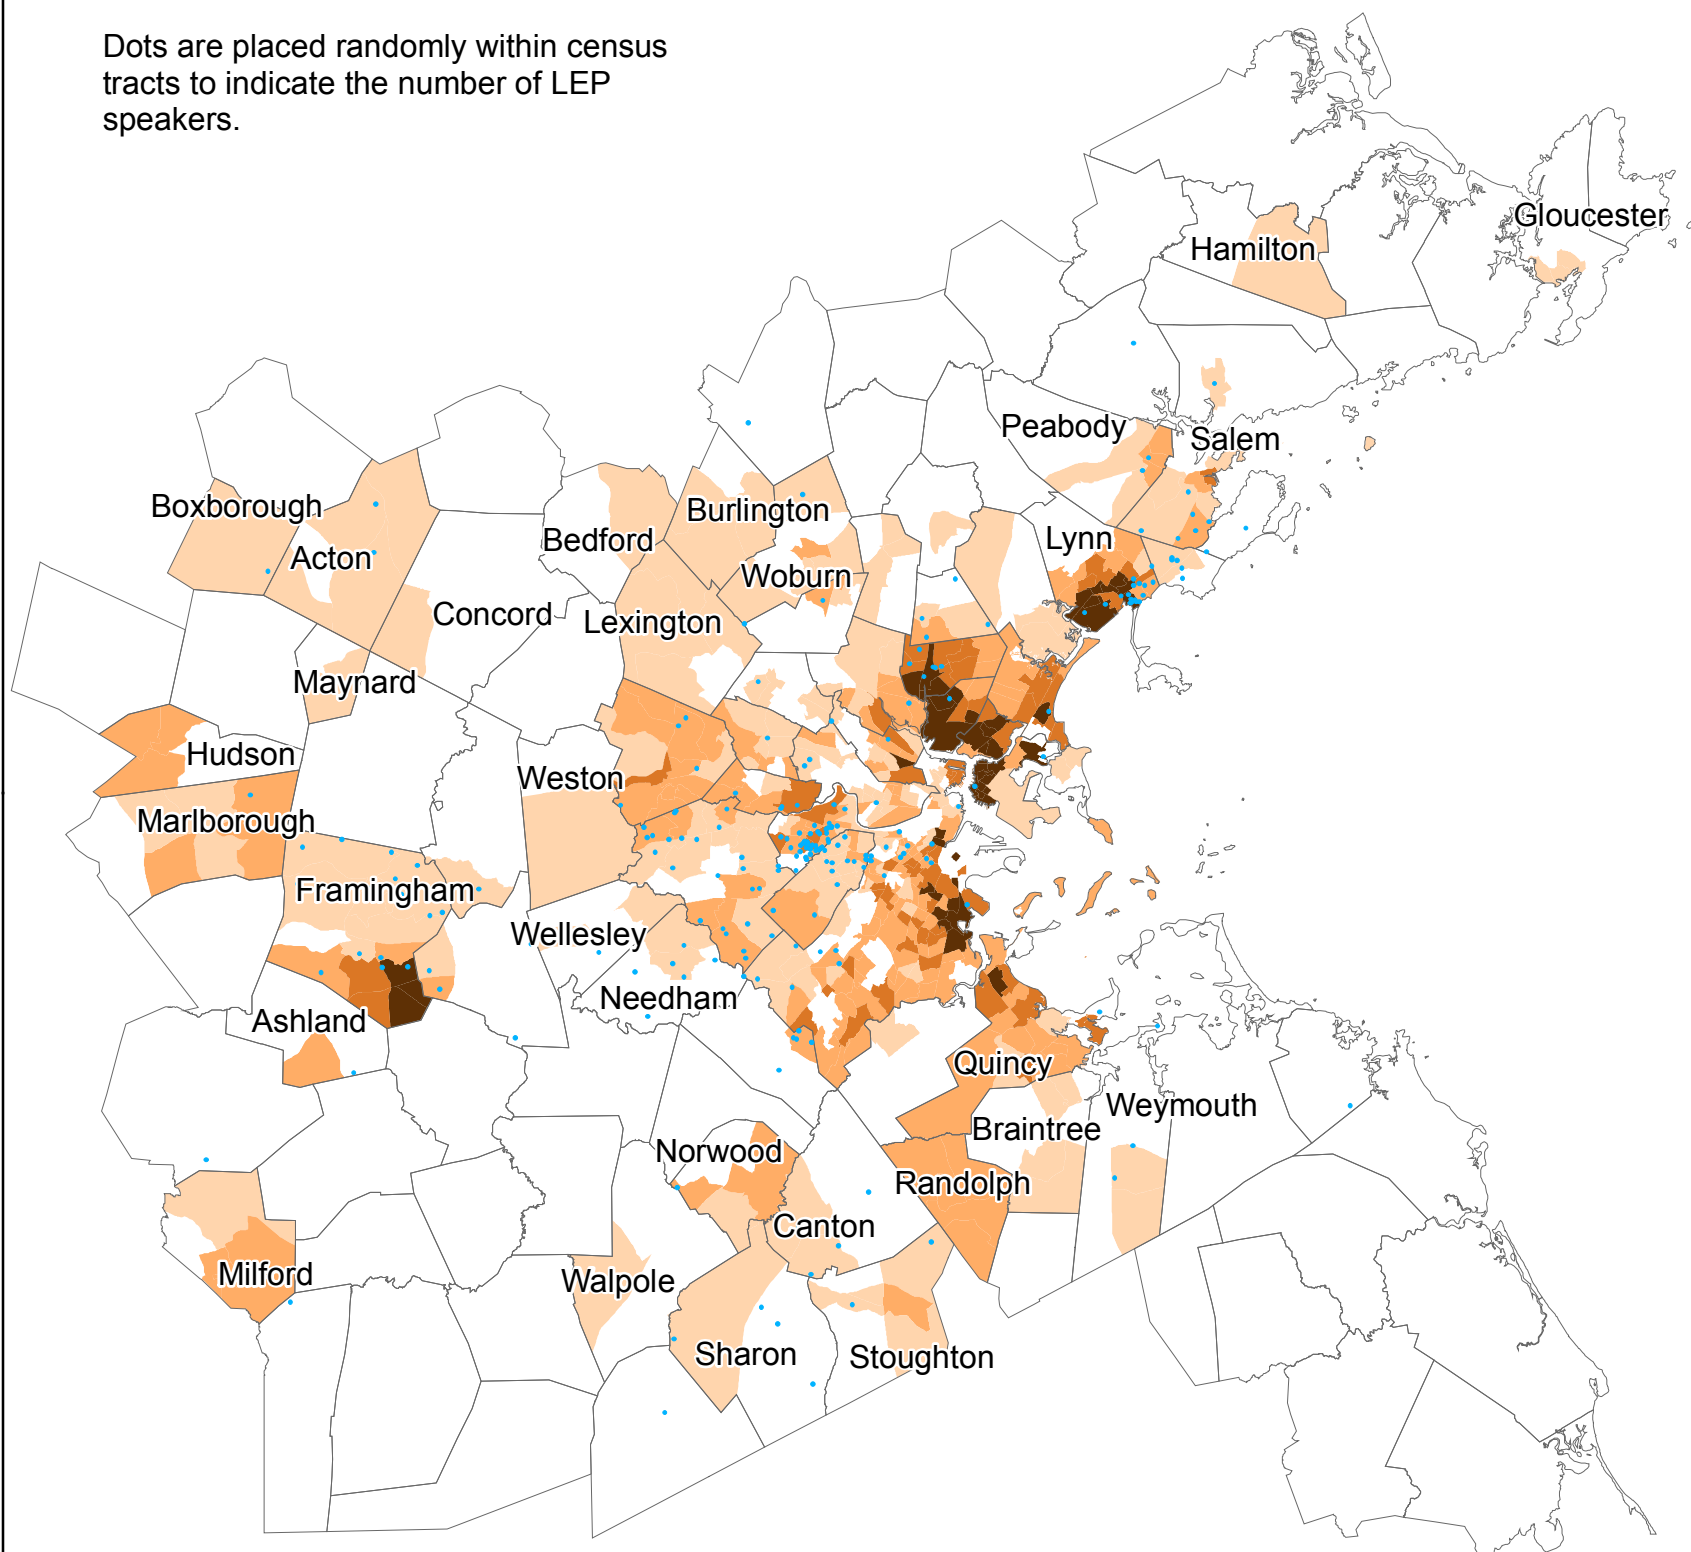 Dots are placed randomly within census
tracts to indicate the number of LEP
speakers.
Gloucester
Hamilton
Peabody
Salem
Boxborough
Burlington
Bedford
Lynn
Acton
Woburn
Concord
Lexington
Maynard
Hudson
Weston
Marlborough
Framingham
Wellesley
Needham
Ashland
Quincy
Weymouth
Braintree
Norwood
Randolph
Canton
Milford
Walpole
Sharon
Stoughton